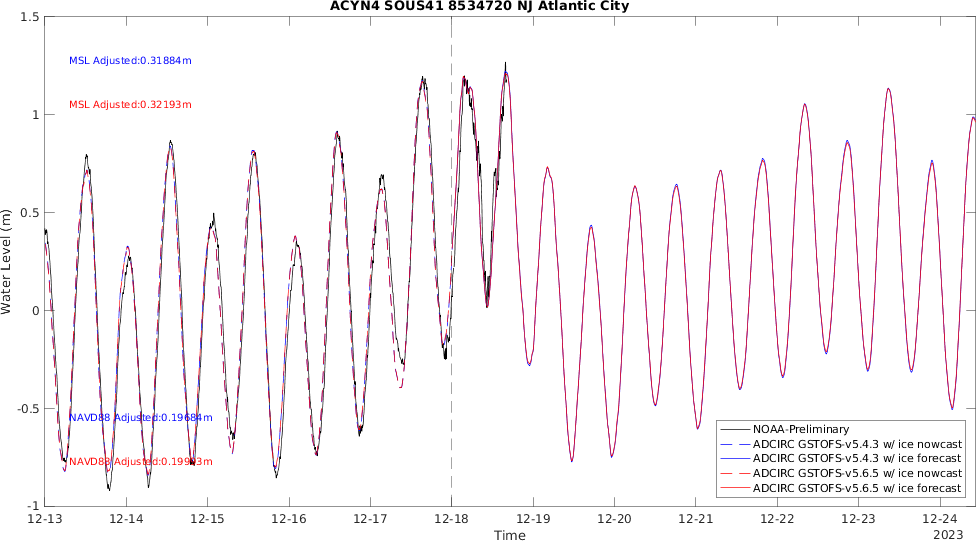 ACYN4 SOUS41 8534720 NJ Atlantic City
1.5
1
0.5
0
-0.5
-1
Water Level (m)
MSL Adjusted:0.31884m
MSL Adjusted:0.32193m
NAVD88 Adjusted:0.19684m
NAVD88 Adjusted:0.19993m
NOAA-Preliminary
ADCIRC GSTOFS-v5.4.3 w/ ice nowcast
ADCIRC GSTOFS-v5.4.3 w/ ice forecast
ADCIRC GSTOFS-v5.6.5 w/ ice nowcast
ADCIRC GSTOFS-v5.6.5 w/ ice forecast
12-13 12-14 12-15 12-16 12-17 12-18 12-19 12-20 12-21 12-22 12-23 12-24
2023
Time